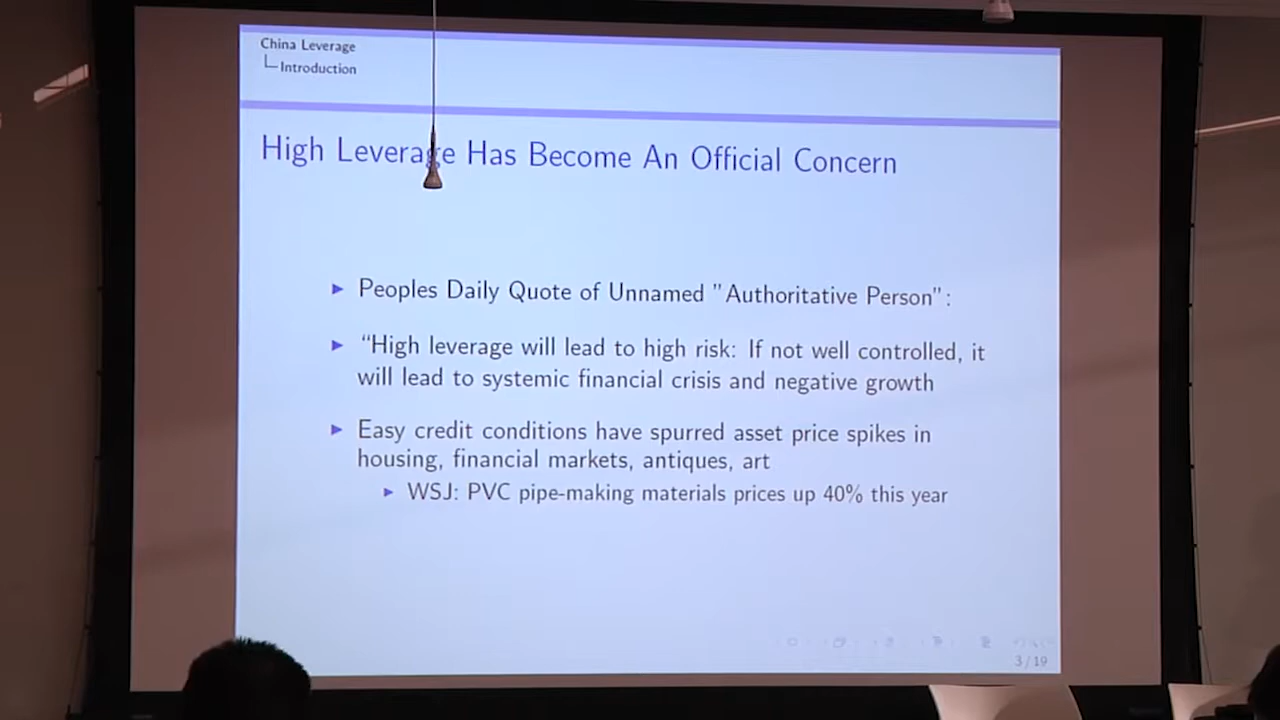 China Leverage
Introduction
High Leverage Has Become An Official Concern
Peoples Daily Quote of Unnamed "Authoritative Person":
“High leverage will lead to high risk: If not well controlled, it
will lead to systemic financial crisis and negative growth
Easy credit conditions have spurred asset price spikes in
housing, financial markets, antiques, art
WSJ: PVC pipe-making materials prices up 40% this year
3/19